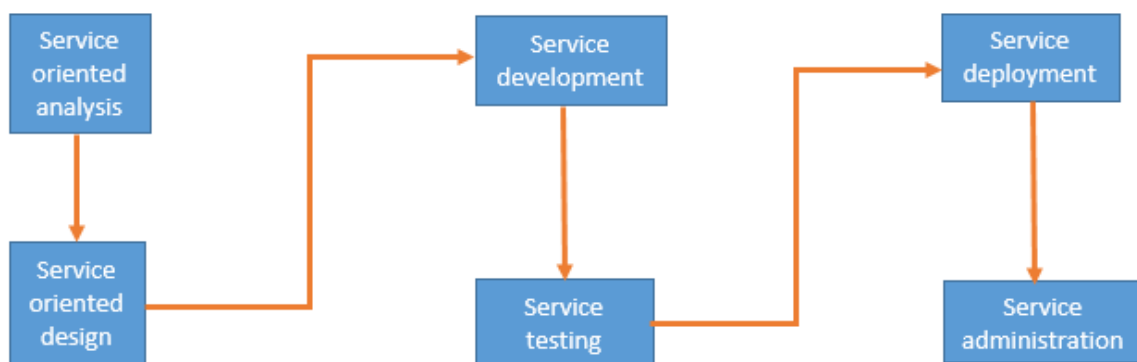 Service
oriented
analysis
Service
oriented
design
Service
development
Service
testing
Service
deployment
Service
administration